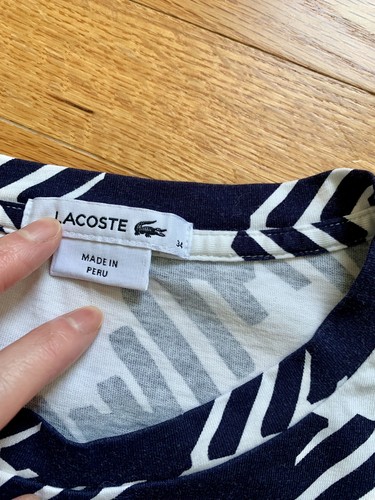 LACOSTE
34
MADE IN
PERU